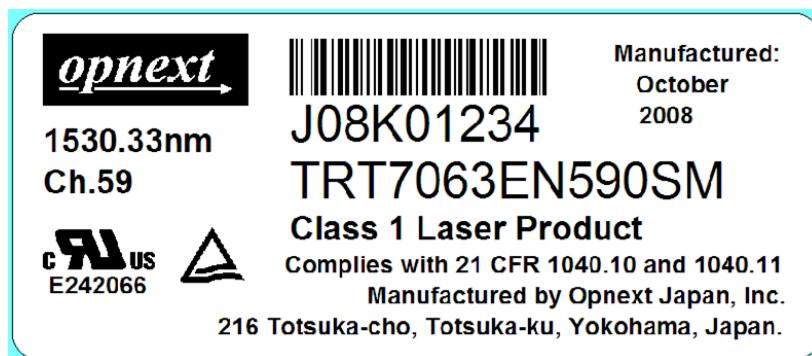 opnext
1530.33nm
Ch.59
J08K01234
TRT7063EN590SM
Manufactured:
October
2008
Class 1 Laser Product
Complies with 21 CFR 1040.10 and 1040.11
Manufactured by Opnext Japan, Inc.
216 Totsuka-cho, Totsuka-ku, Yokohama, Japan.
C RU US
E242066